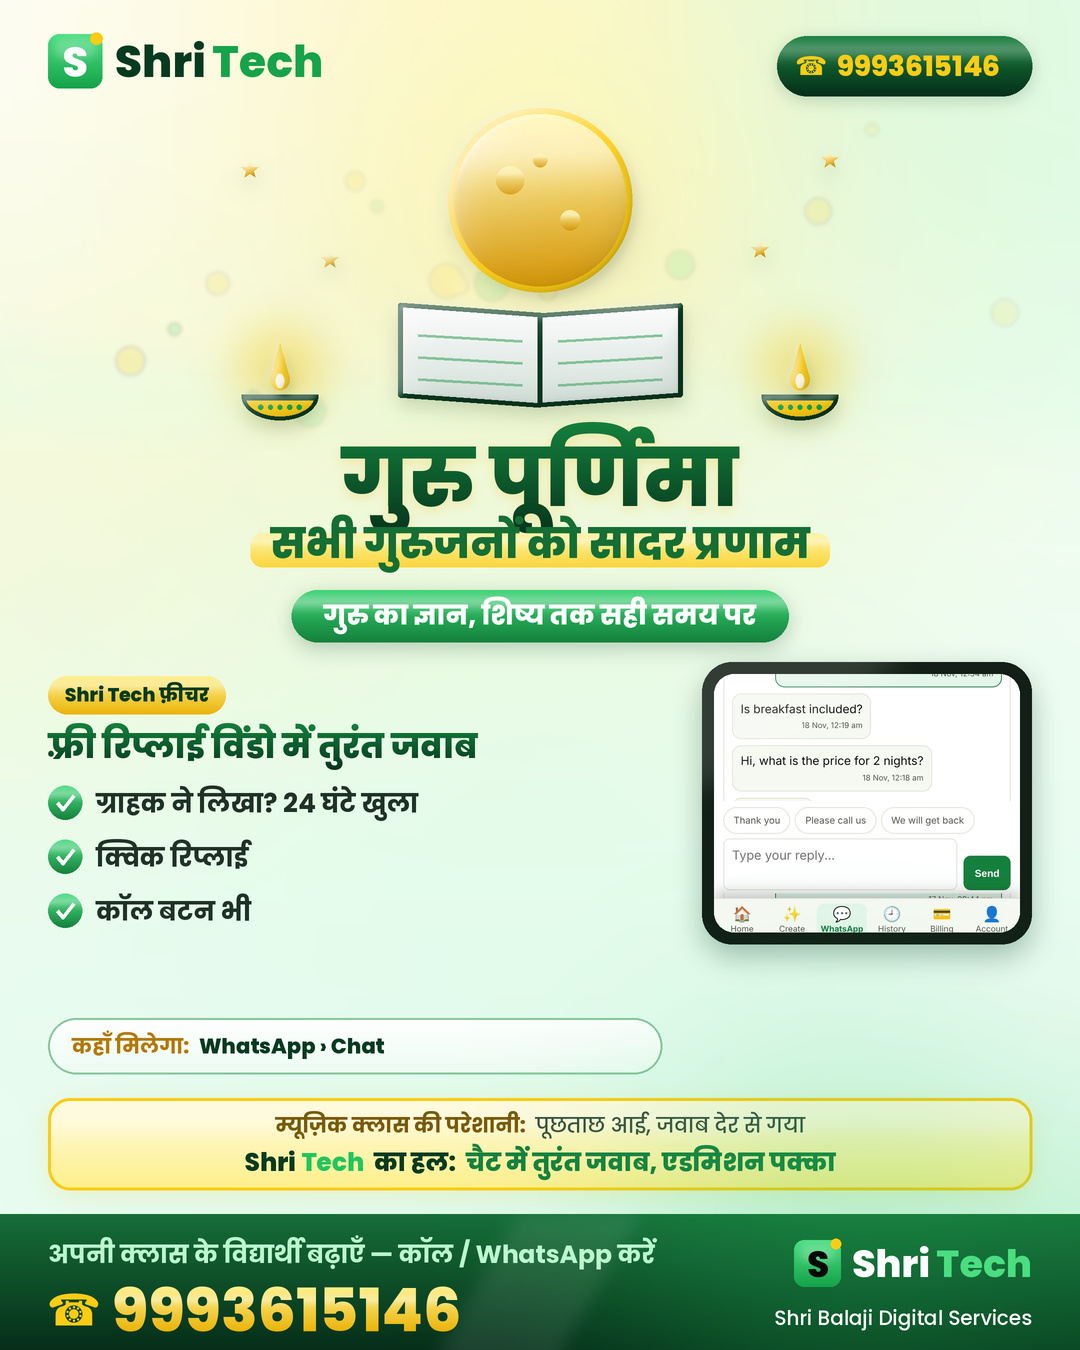 S Shri Tech
☎ 9993615146
गुरु पूर्णिमा
सभी गुरुजनों को सादर प्रणाम
गुरु का ज्ञान, शिष्य तक सही समय पर
Shri Tech फ़ीचर
फ़्री रिप्लाई विंडो में तुरंत जवाब
ग्राहक ने लिखा? 24 घंटे खुला
क्विक रिप्लाई
कॉल बटन भी
Is breakfast included?
18 Nov, 12:19 am
Hi, what is the price for 2 nights?
18 Nov, 12:18 am
Thank you
Please call us
We will get back
Type your reply...
Send
Home
Create
WhatsApp
History
Billing
Account
कहाँ मिलेगा: WhatsApp › Chat
म्यूज़िक क्लास की परेशानी: पूछताछ आई, जवाब देर से गया
Shri Tech का हल: चैट में तुरंत जवाब, एडमिशन पक्का
अपनी क्लास के विद्यार्थी बढ़ाएँ — कॉल / WhatsApp करें
☎ 9993615146
S Shri Tech
Shri Balaji Digital Services